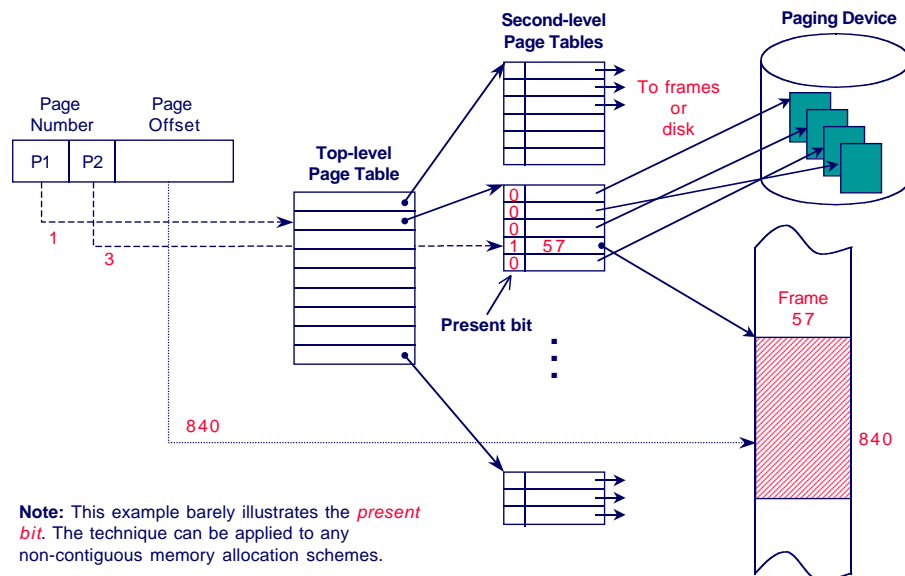 Second-level
Page Tables
Paging Device
To frames
or
disk
Page
Number
Page
Offset
P1
P2
Top-level
Page Table
1
3
0
0
0
1 57
0
Present bit
Frame
57
840
840
Note: This example barely illustrates the present
bit. The technique can be applied to any
non-contiguous memory allocation schemes.